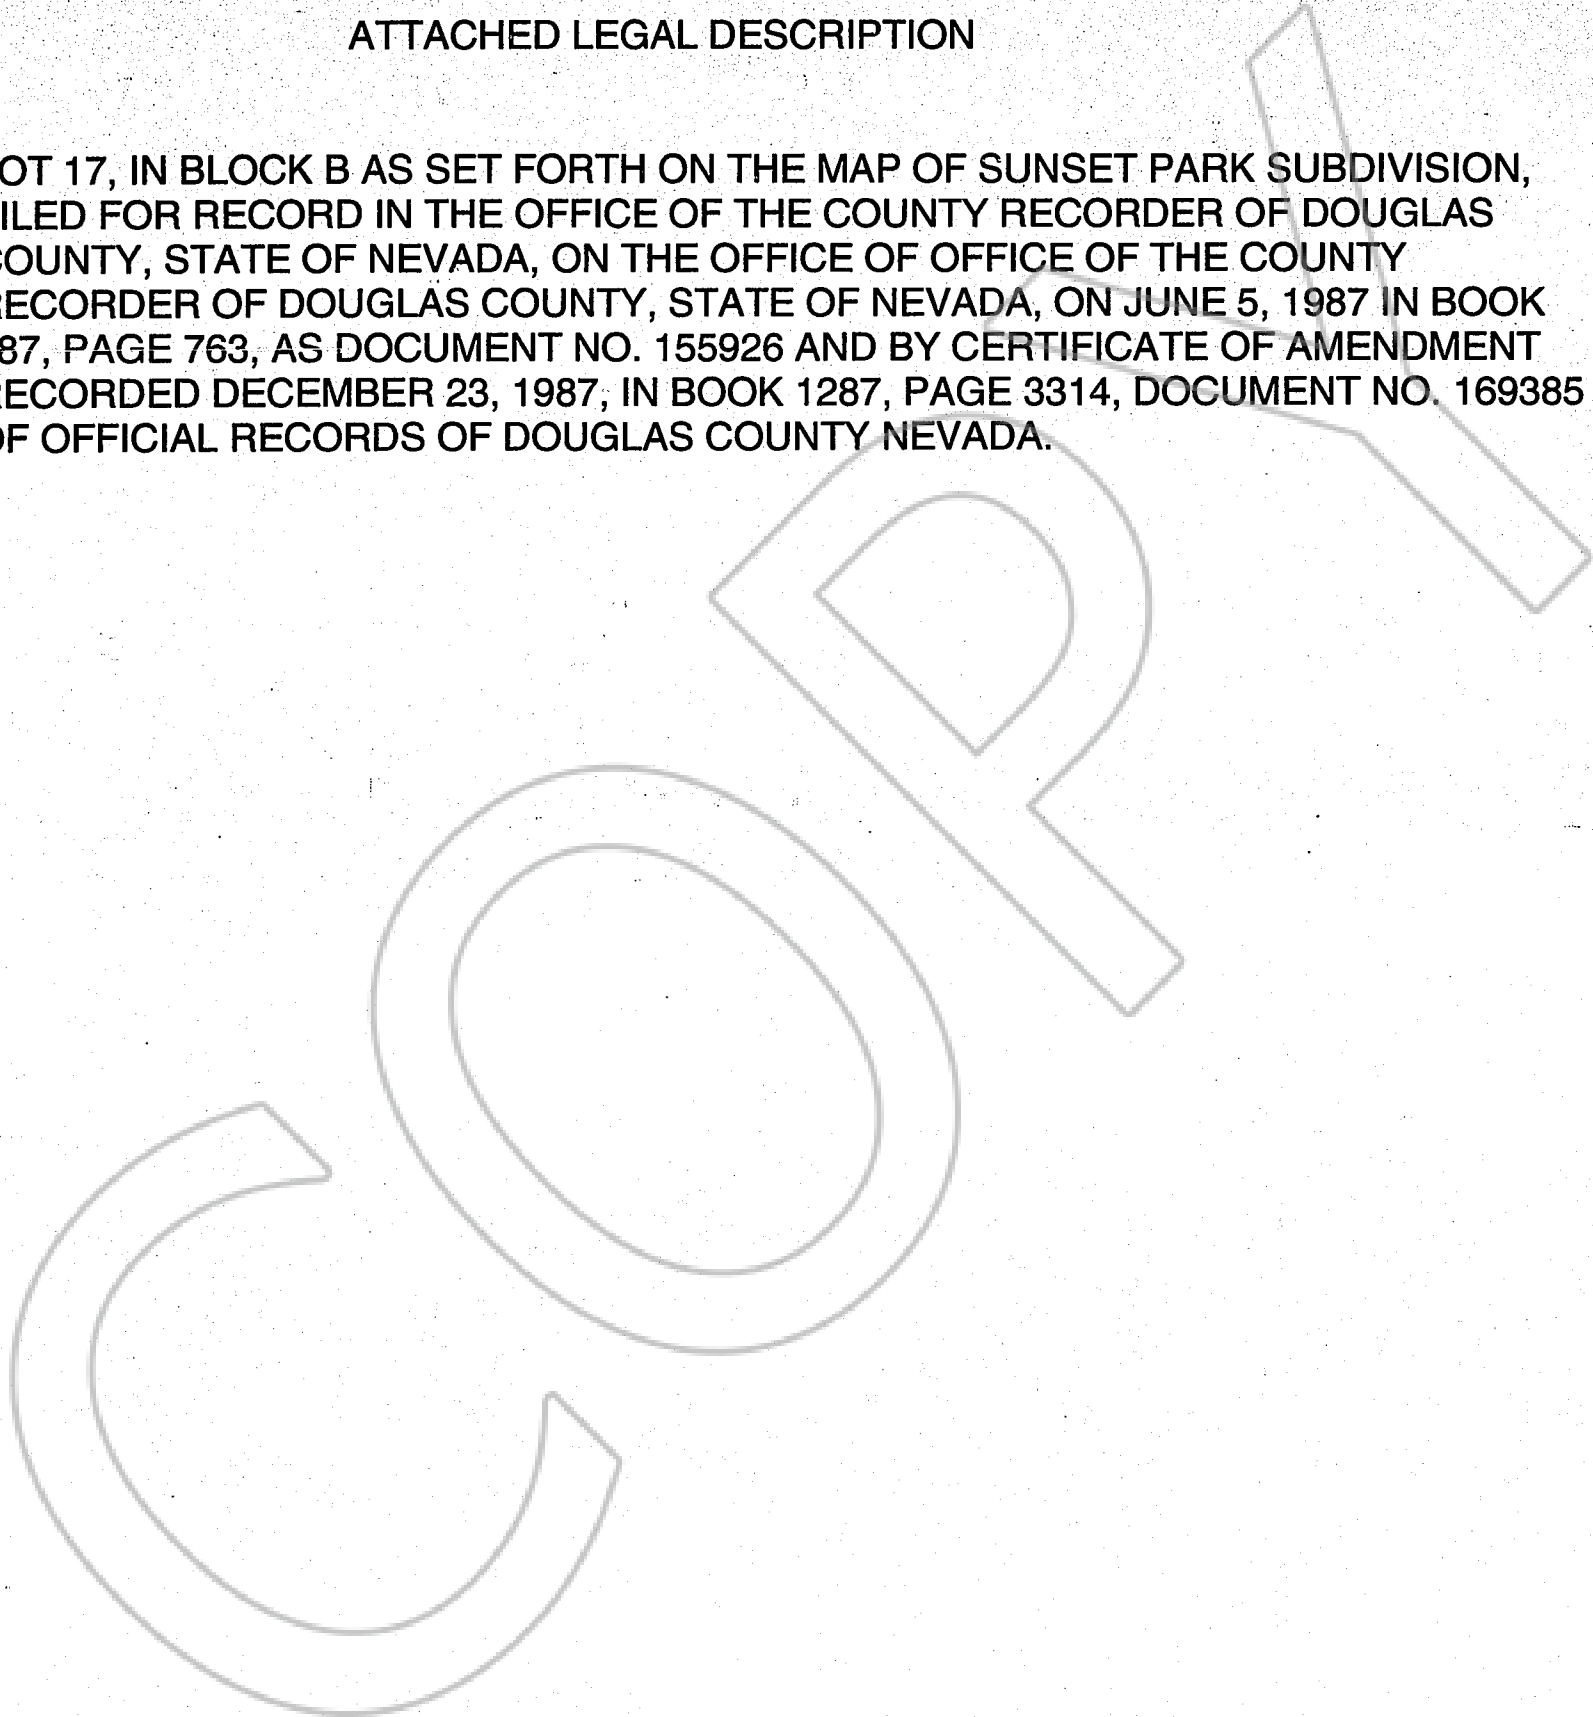 ATTACHED LEGAL DESCRIPTION
OT 17, IN BLOCK B AS SET FORTH ON THE MAP OF SUNSET PARK SUBDIVISION,
ILED FOR RECORD IN THE OFFICE OF THE COUNTY RECORDER OF DOUGLAS
COUNTY, STATE OF NEVADA, ON THE OFFICE OF OFFICE OF THE COUNTY
RECORDER OF DOUGLAS COUNTY, STATE OF NEVADA, ON JUNE 5, 1987 IN BOOK
87, PAGE 763, AS DOCUMENT NO. 155926 AND BY CERTIFICATE OF AMENDMENT
RECORDED DECEMBER 23, 1987, IN BOOK 1287, PAGE 3314, DOCUMENT NO. 169385
OF OFFICIAL RECORDS OF DOUGLAS COUNTY NEVADA.
COPY